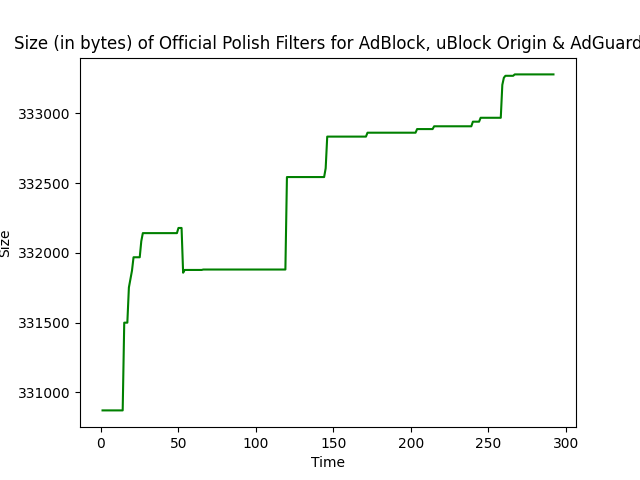 Size (in bytes) of Official Polish Filters for AdBlock, uBlock Origin & AdGuard
333000
332500
332000
331500
331000
Size
0 50 100 150 200 250 300
Time